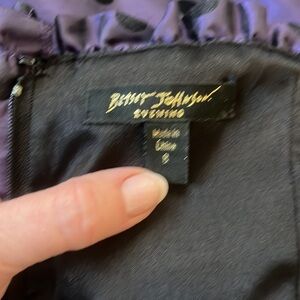 Betsey Johnson
EVENING
Made in
China
8